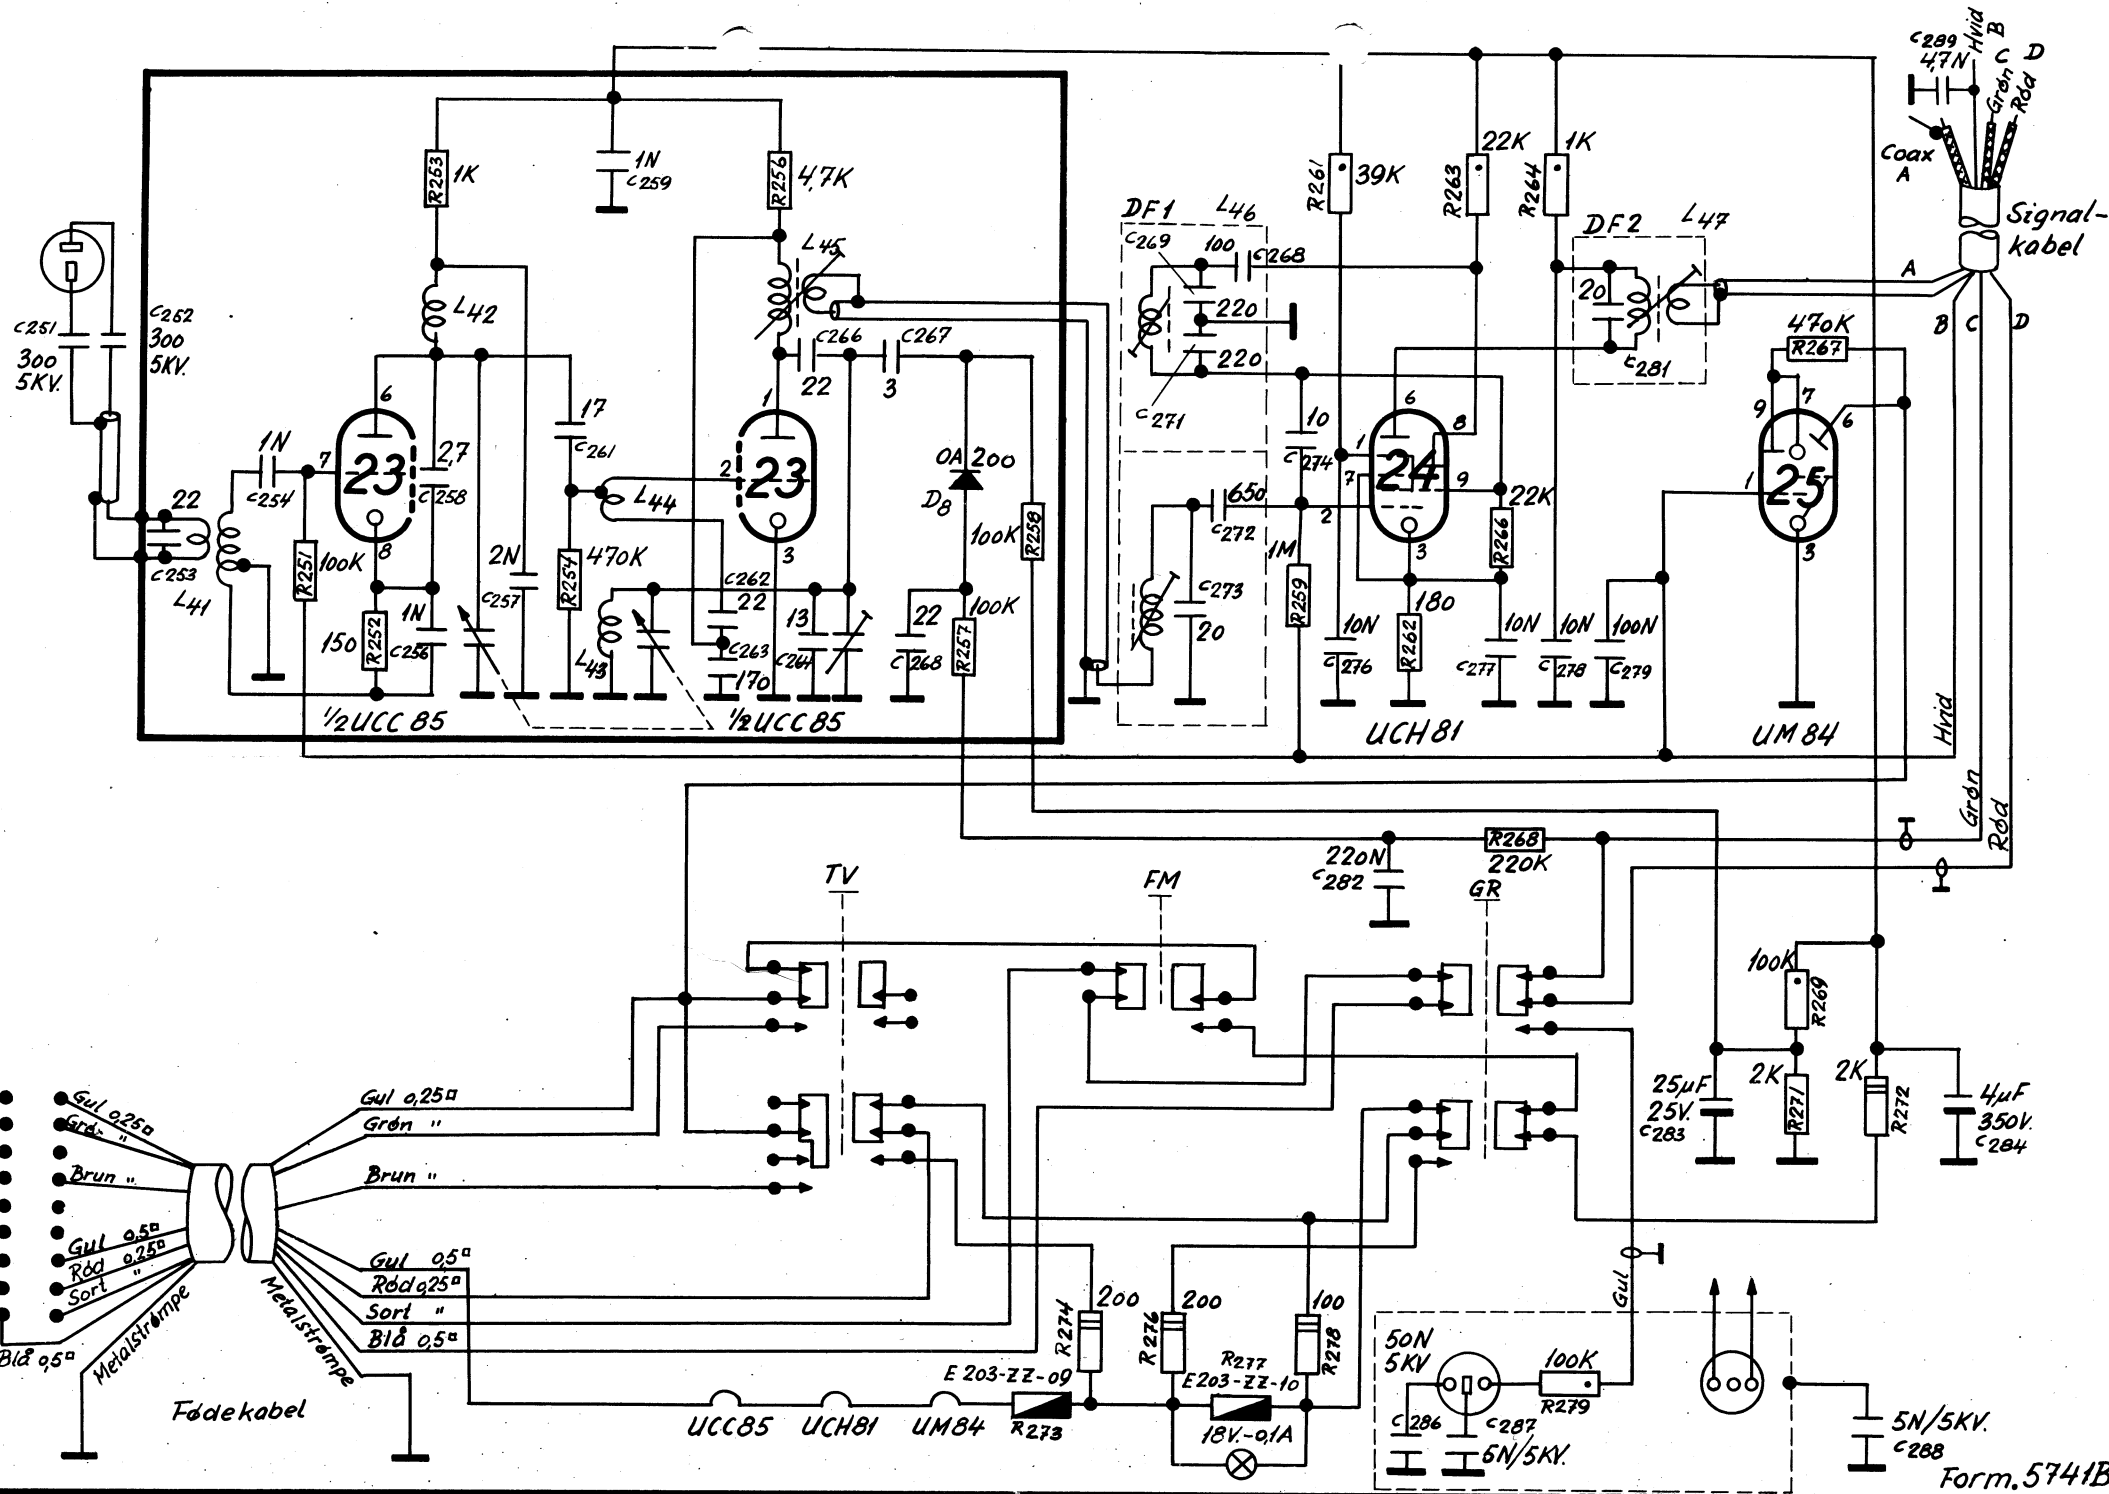 C289
4,7N
Hvid
B
C
Grøn
D
Rød
Coax
A
Signal-
kabel
R253
1K
1N
C259
R256
4,7K
R261
39K
R263
22K
R264
1K
DF1
L46
C269
100
C268
220
220
C271
DF2
L47
20
C281
A
B
C
D
470K
R267
C251
300
5KV.
C252
300
5KV.
L42
L45
C266
22
C267
3
6
1N
C254
7
23
2,7
C258
8
17
C261
L44
1
2
23
3
OA200
D8
100K
R258
22
C253
L41
R251
100K
150
R252
1N
C256
2N
C257
R254
470K
L43
C262
22
C263
170
13
C264
22
C268
100K
R257
½UCC85
½UCC85
650
C272
C273
20
10
C274
1M
R259
6
1
7
2
8
9
24
3
22K
R266
10N
C276
180
R262
10N
C277
10N
C278
100N
C279
UCH81
9
7
6
1
25
3
UM84
Hvid
Grøn
Rød
TV
FM
GR
220N
C282
R268
220K
100K
R269
25µF
25V.
C283
2K
R271
2K
R272
4µF
350V.
C284
Gul 0,25▫
Grøn "
Brun "
Gul 0,5▫
Rød 0,25▫
Sort "
Blå 0,5▫
Metalstrømpe
Gul 0,25▫
Grøn "
Brun "
Gul 0,5▫
Rød 0,25▫
Sort "
Blå 0,5▫
Metalstrømpe
Fødekabel
UCC85
UCH81
UM84
E203-ZZ-09
R273
R274
200
R276
200
R277
E203-ZZ-10
18V.-0,1A
100
R278
Gul
50N
5KV
C286
C287
5N/5KV.
100K
R279
5N/5KV.
C288
Form.5741B